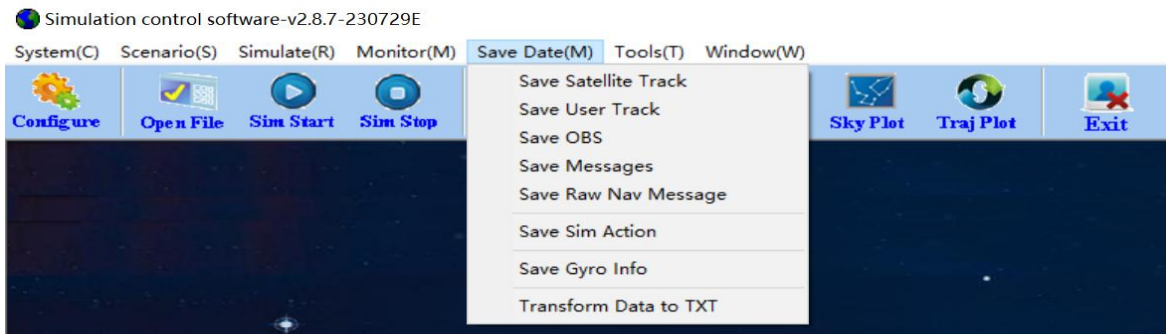 Simulation control software-v2.8.7-230729E
System(C) Scenario(S) Simulate(R) Monitor(M) Save Date(M) Tools(T) Window(W)
Configure Open File Sim Start Sim Stop Sky Plot Traj Plot Exit
Save Satellite Track
Save User Track
Save OBS
Save Messages
Save Raw Nav Message
Save Sim Action
Save Gyro Info
Transform Data to TXT